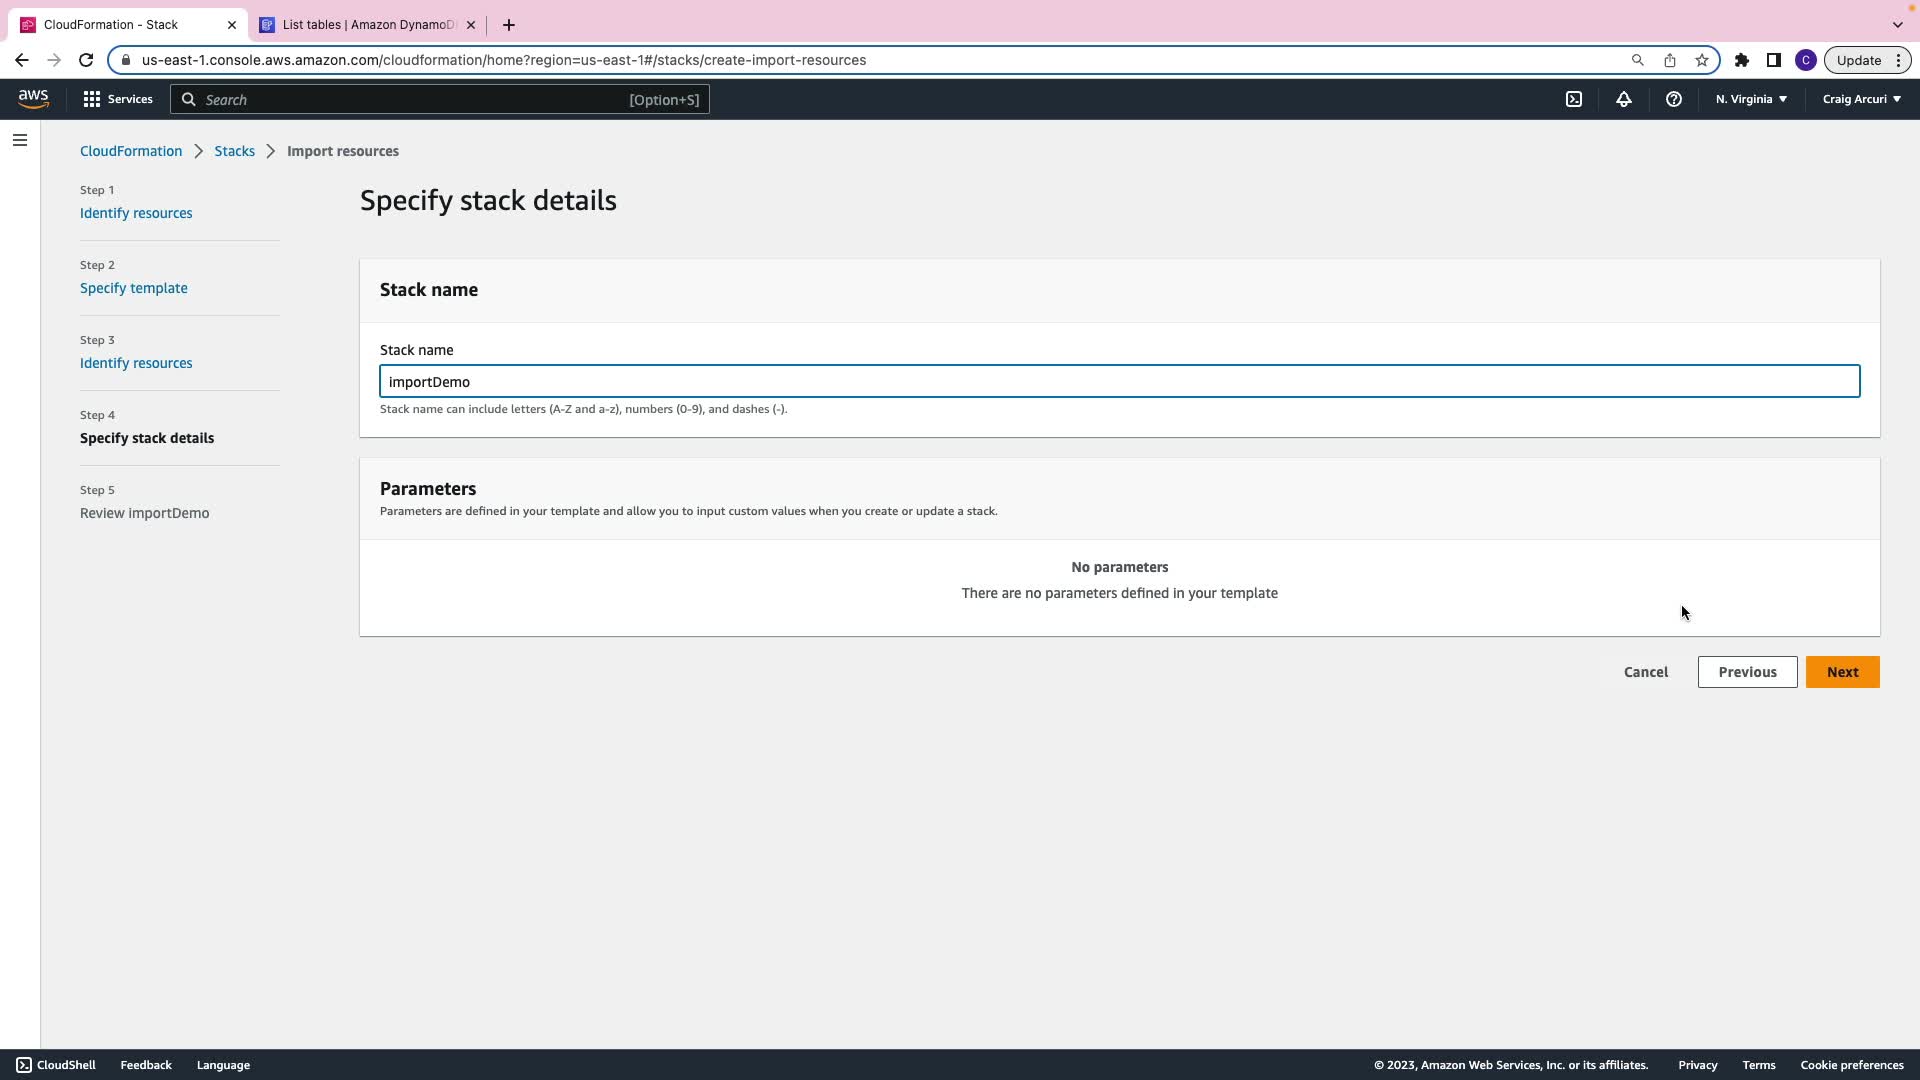 CloudFormation - Stack
List tables | Amazon DynamoD
us-east-1.console.aws.amazon.com/cloudformation/home?region=us-east-1#/stacks/create-import-resources
C
Update
aws
Services
Search
[Option+S]
N. Virginia
Craig Arcuri
CloudFormation
Stacks
Import resources
Step 1
Identify resources
Step 2
Specify template
Step 3
Identify resources
Step 4
Specify stack details
Step 5
Review importDemo
Specify stack details
Stack name
Stack name
importDemo
Stack name can include letters (A-Z and a-z), numbers (0-9), and dashes (-).
Parameters
Parameters are defined in your template and allow you to input custom values when you create or update a stack.
No parameters
There are no parameters defined in your template
Cancel
Previous
Next
CloudShell
Feedback
Language
© 2023, Amazon Web Services, Inc. or its affiliates.
Privacy
Terms
Cookie preferences